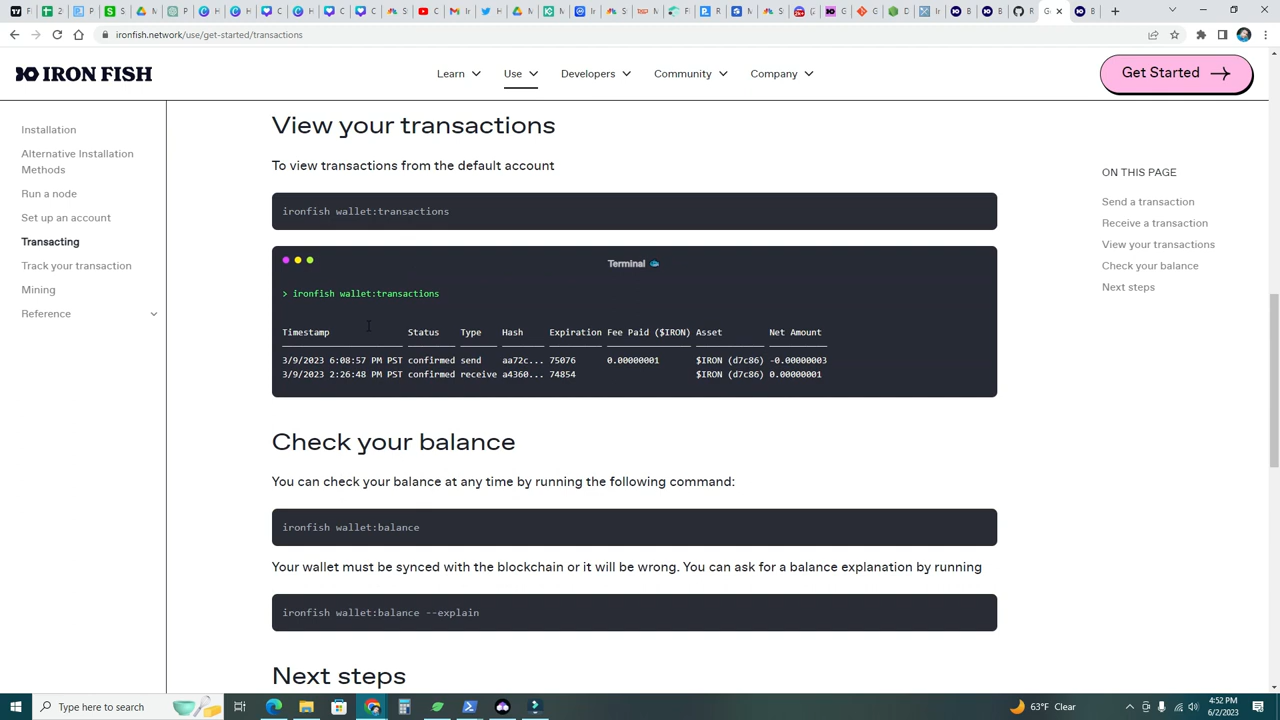 ironfish.network/use/get-started/transactions
IRON FISH
Learn
Use
Developers
Community
Company
Get Started
Installation
Alternative Installation
Methods
Run a node
Set up an account
Transacting
Track your transaction
Mining
Reference
View your transactions
To view transactions from the default account
ironfish wallet:transactions
Terminal
> ironfish wallet:transactions
Timestamp Status Type Hash Expiration Fee Paid ($IRON) Asset Net Amount
3/9/2023 6:08:57 PM PST confirmed send aa72c... 75076 0.00000001 $IRON (d7c86) -0.00000003
3/9/2023 2:26:48 PM PST confirmed receive a4360... 74854 $IRON (d7c86) 0.00000001
Check your balance
You can check your balance at any time by running the following command:
ironfish wallet:balance
Your wallet must be synced with the blockchain or it will be wrong. You can ask for a balance explanation by running
ironfish wallet:balance --explain
Next steps
ON THIS PAGE
Send a transaction
Receive a transaction
View your transactions
Check your balance
Next steps
Type here to search
63°F Clear
4:52 PM
6/2/2023